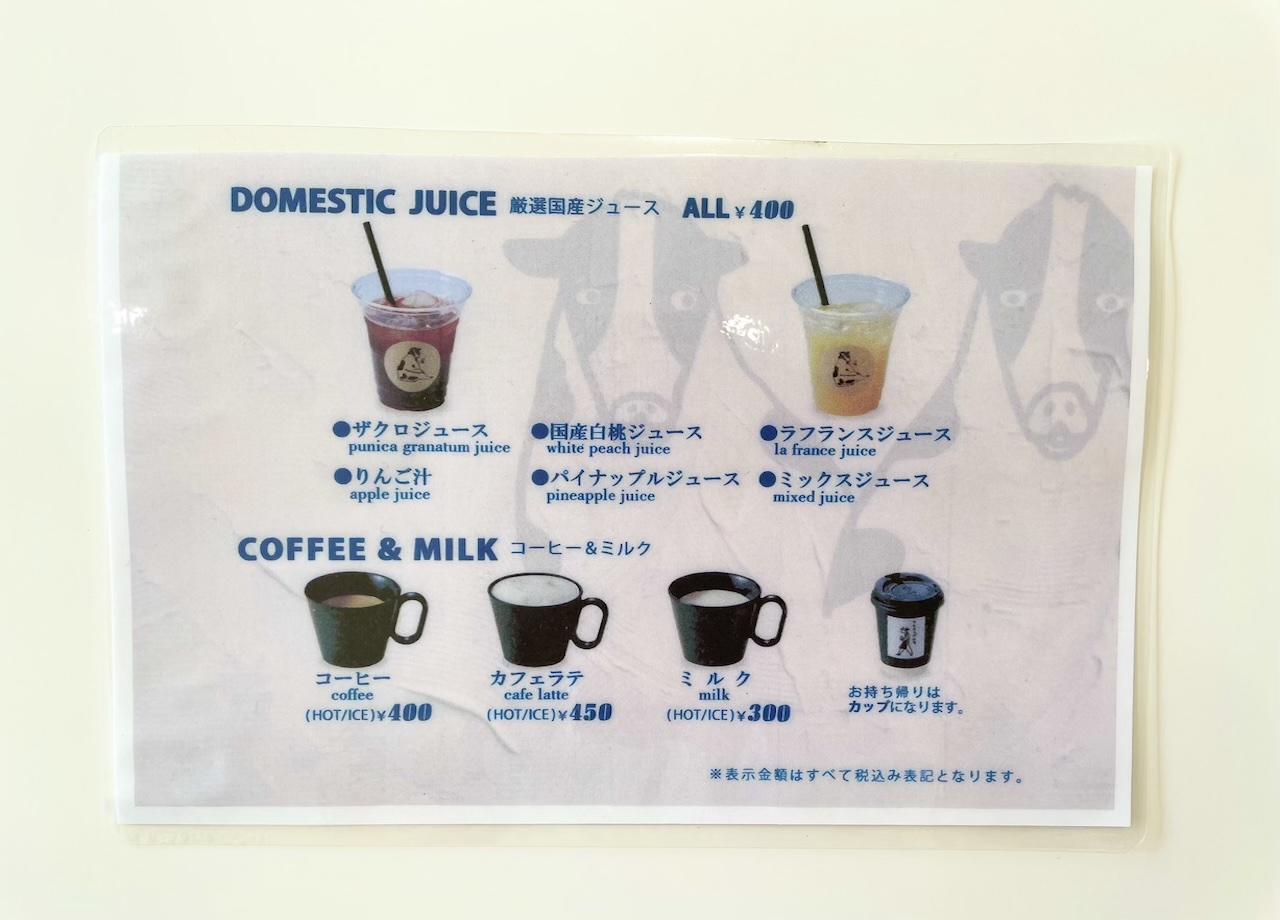 DOMESTIC JUICE 厳選国産ジュース ALL ¥400
●ザクロジュース ●国産白桃ジュース ●ラフランスジュース
punica granatum juice white peach juice la france juice
●りんご汁 ●パイナップルジュース ●ミックスジュース
apple juice pineapple juice mixed juice
COFFEE & MILK コーヒー&ミルク
コーヒー カフェラテ ミルク
coffee cafe latte milk
(HOT/ICE)¥400 (HOT/ICE)¥450 (HOT/ICE)¥300
お持ち帰りは
カップになります。
※表示金額はすべて税込み表記となります。